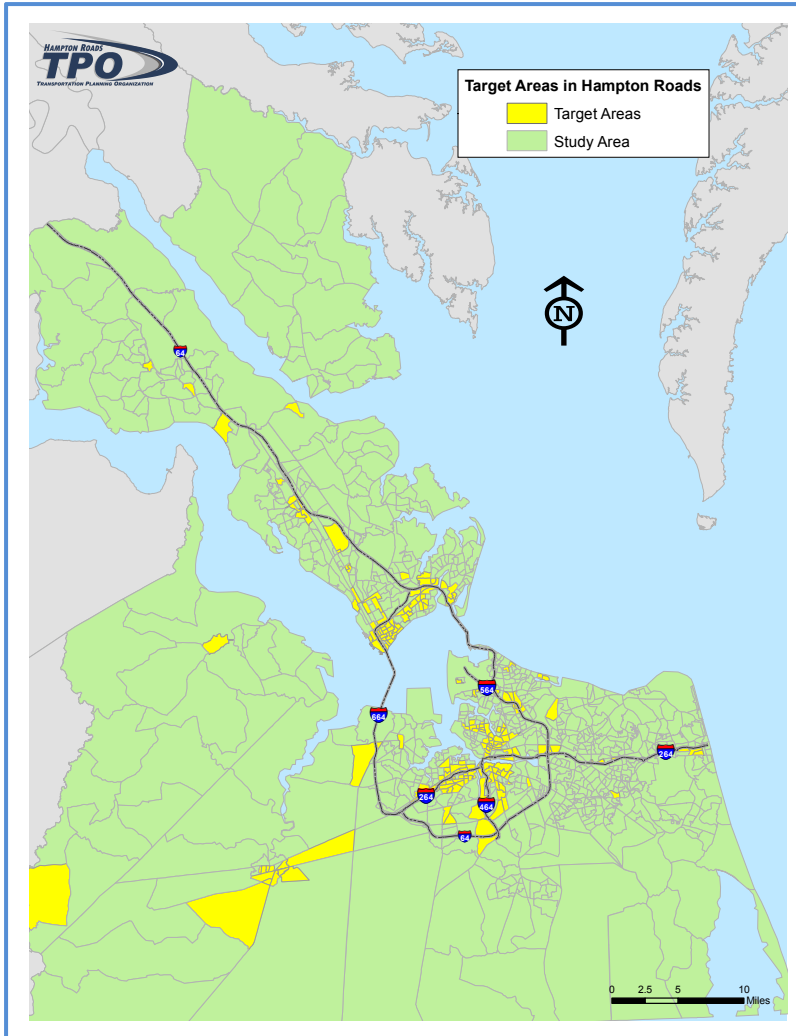 HAMPTON ROADS
TPO
TRANSPORTATION PLANNING ORGANIZATION
Target Areas in Hampton Roads
Target Areas
Study Area
N
64
564
664
264
264
464
64
0 2.5 5 10
Miles